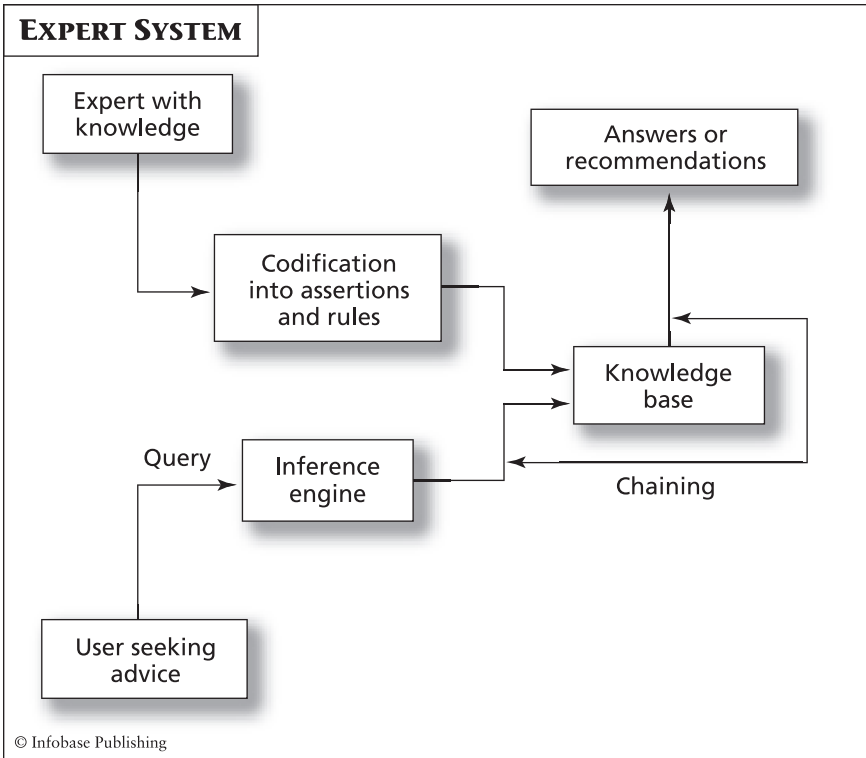 EXPERT SYSTEM
Expert with
knowledge
Answers or
recommendations
Codification
into assertions
and rules
Knowledge
base
Query
Inference
engine
Chaining
User seeking
advice
© Infobase Publishing